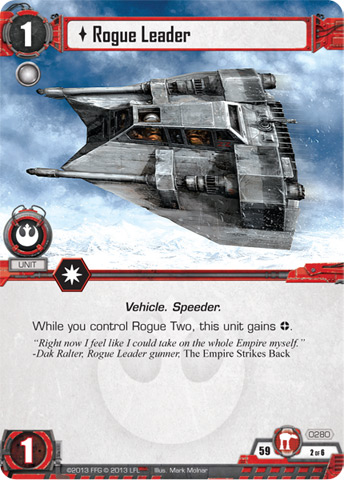 1
Rogue Leader
UNIT
Vehicle. Speeder.
While you control Rogue Two, this unit gains .
“Right now I feel like I could take on the whole Empire myself.”
-Dak Ralter, Rogue Leader gunner, The Empire Strikes Back
1
0280
59
2 of 6
©2013 FFG © 2013 LFL Illus. Mark Molnar